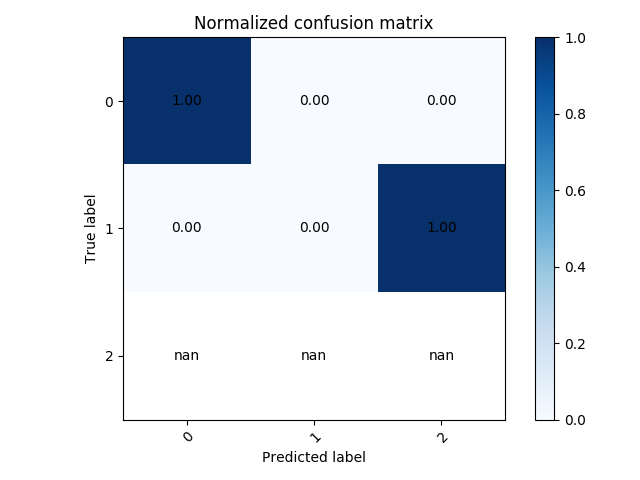 Normalized confusion matrix
True label
0
1.00 0.00 0.00
1
0.00 0.00 1.00
2
nan nan nan
0 1 2
Predicted label
1.0
0.8
0.6
0.4
0.2
0.0